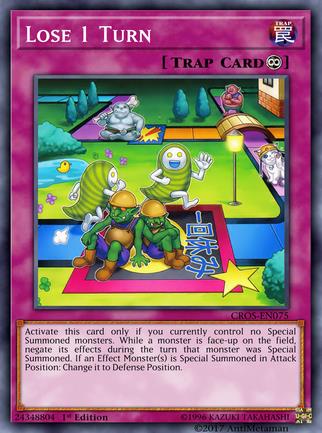 Lose 1 Turn
TRAP
罠
[TRAP CARD]
一回休み
CROS-EN075
Activate this card only if you currently control no Special
Summoned monsters. While a monster is face-up on the field,
negate its effects during the turn that monster was Special
Summoned. If an Effect Monster(s) is Special Summoned in Attack
Position: Change it to Defense Position.
24348804
1st Edition
©1996 KAZUKI TAKAHASHI
©2017 AntiMetaman